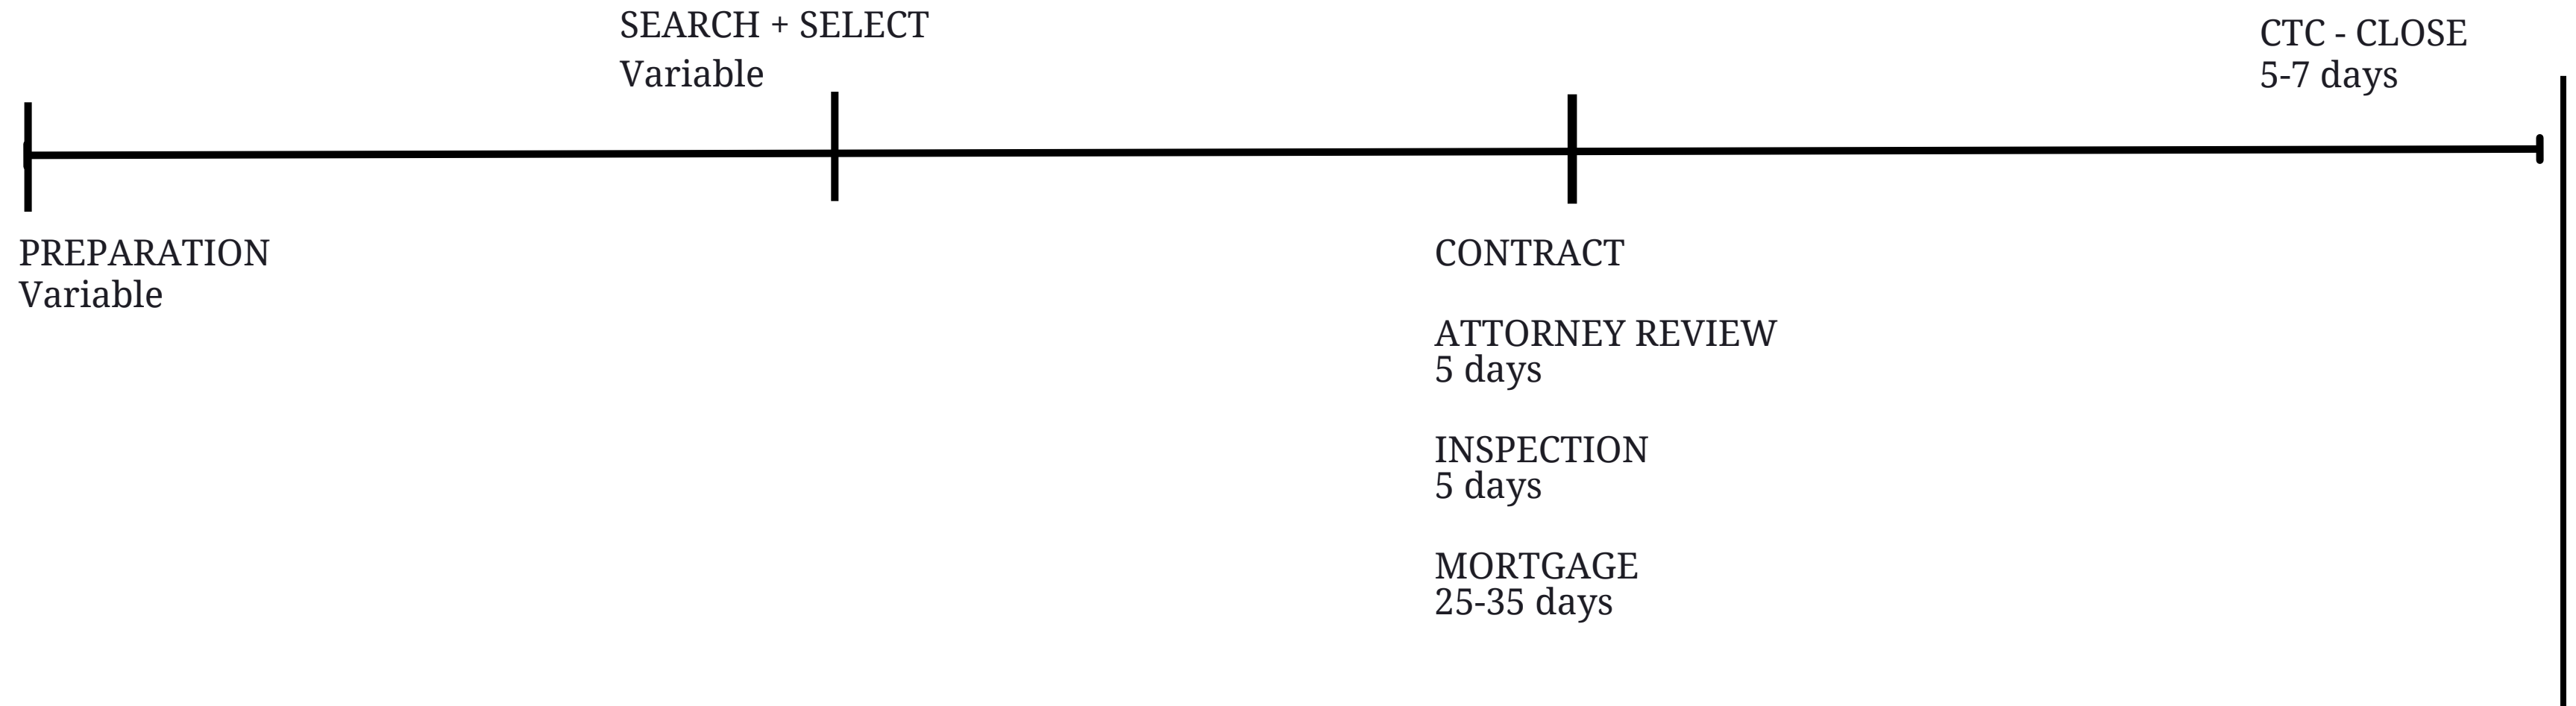 SEARCH + SELECT
Variable
CTC - CLOSE
5-7 days
PREPARATION
Variable
CONTRACT
ATTORNEY REVIEW
5 days
INSPECTION
5 days
MORTGAGE
25-35 days